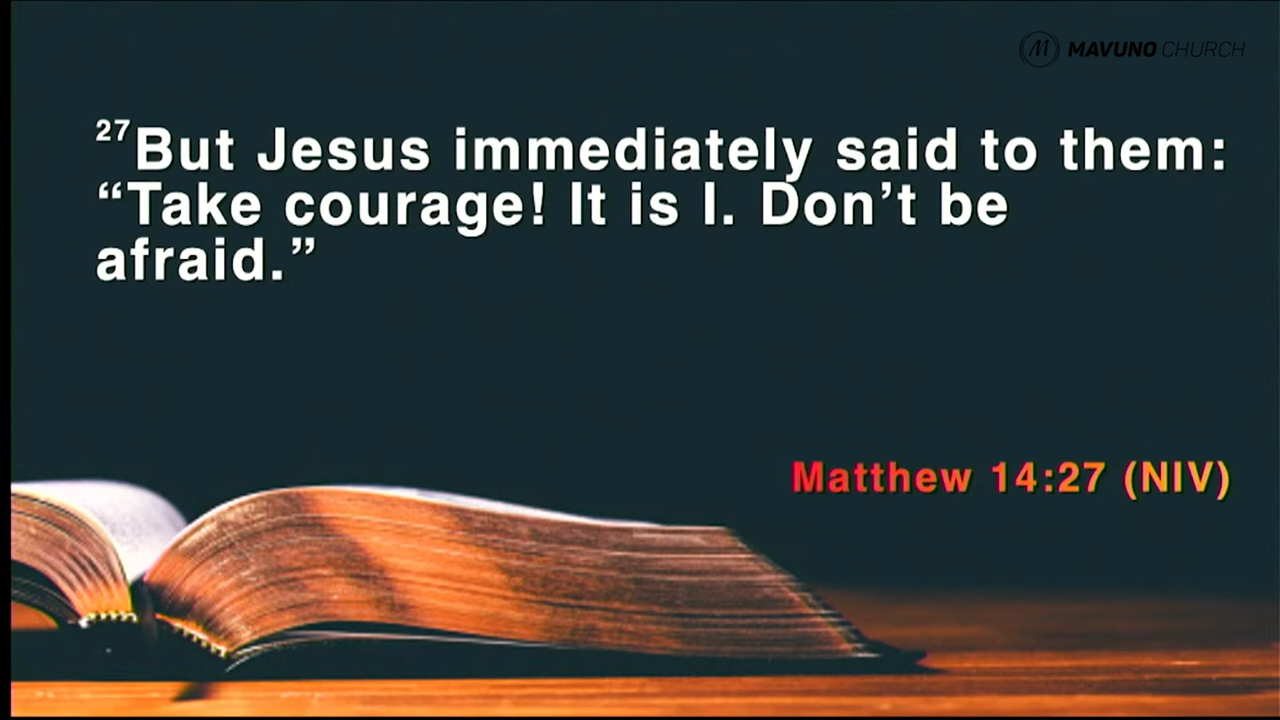 MAVUNO CHURCH
27But Jesus immediately said to them:
“Take courage! It is I. Don’t be
afraid.”
Matthew 14:27 (NIV)